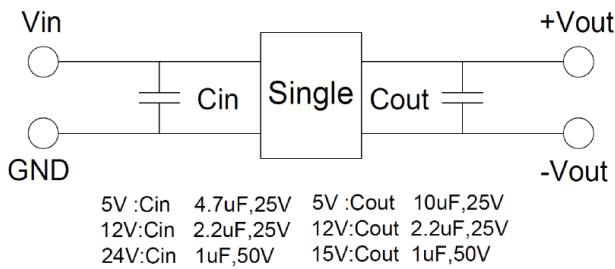 Vin
+Vout
Cin
Single
Cout
GND
-Vout
5V :Cin 4.7uF,25V 5V :Cout 10uF,25V
12V:Cin 2.2uF,25V 12V:Cout 2.2uF,25V
24V:Cin 1uF,50V 15V:Cout 1uF,50V